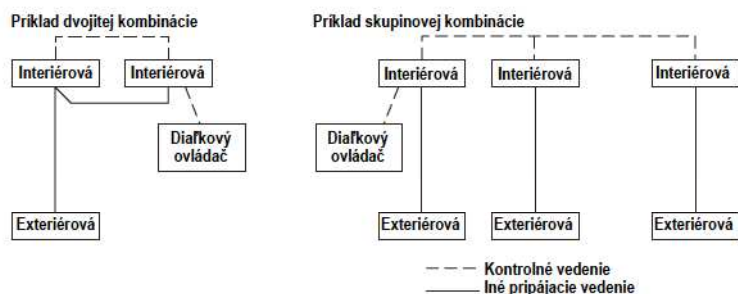 Príklad dvojitej kombinácie
Interiérová
Interiérová
Diaľkový
ovládač
Exteriérová
Príklad skupinovej kombinácie
Interiérová
Interiérová
Interiérová
Diaľkový
ovládač
Exteriérová
Exteriérová
Exteriérová
Kontrolné vedenie
Iné pripájacie vedenie